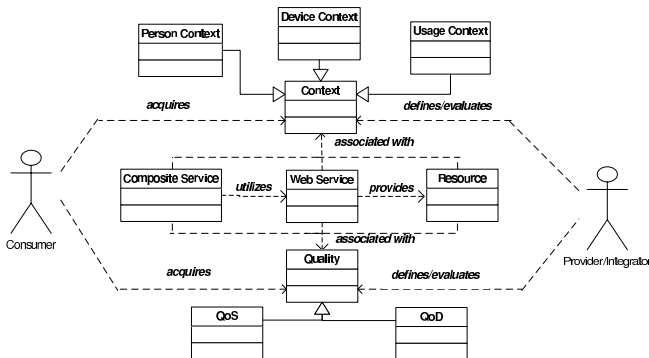 Device Context
Person Context
Usage Context
Context
acquires
defines/evaluates
associated with
Composite Service
utilizes
Web Service
provides
Resource
Consumer
Provider/Integrator
associated with
Quality
acquires
defines/evaluates
QoS
QoD